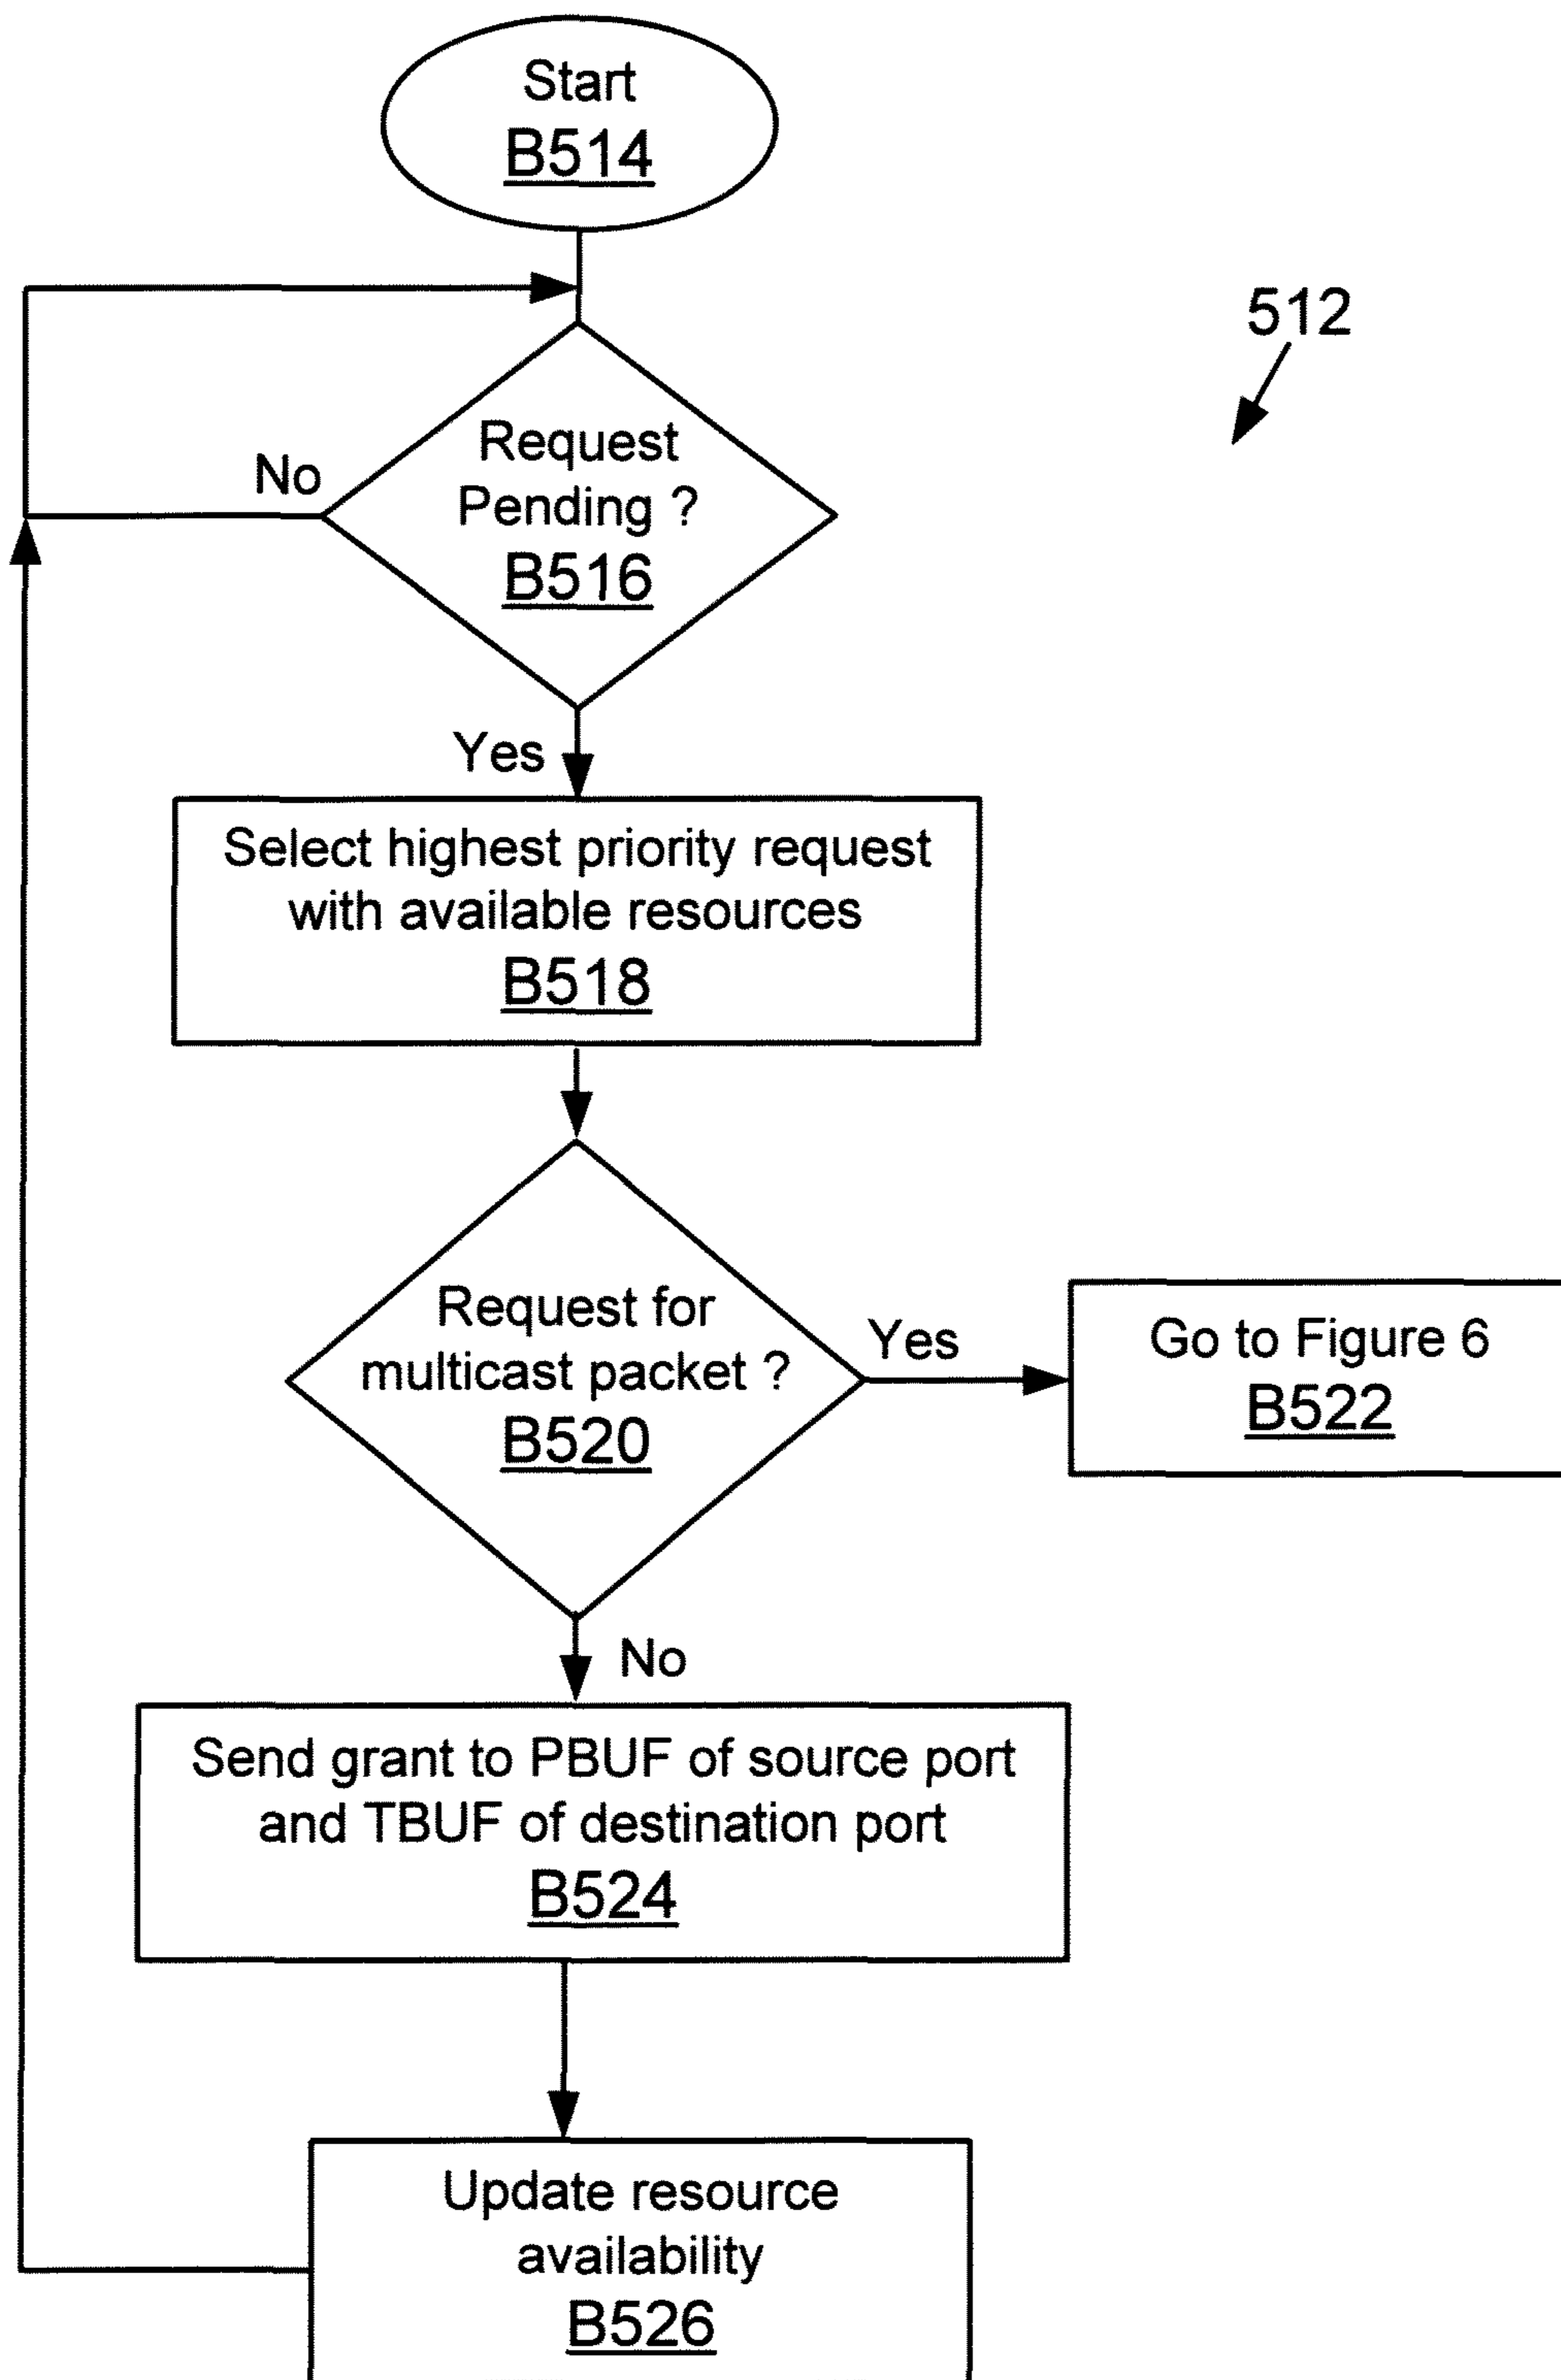 Start
B514
512
Request
Pending ?
B516
No
Yes
Select highest priority request
with available resources
B518
Request for
multicast packet ?
B520
Yes
Go to Figure 6
B522
No
Send grant to PBUF of source port
and TBUF of destination port
B524
Update resource
availability
B526